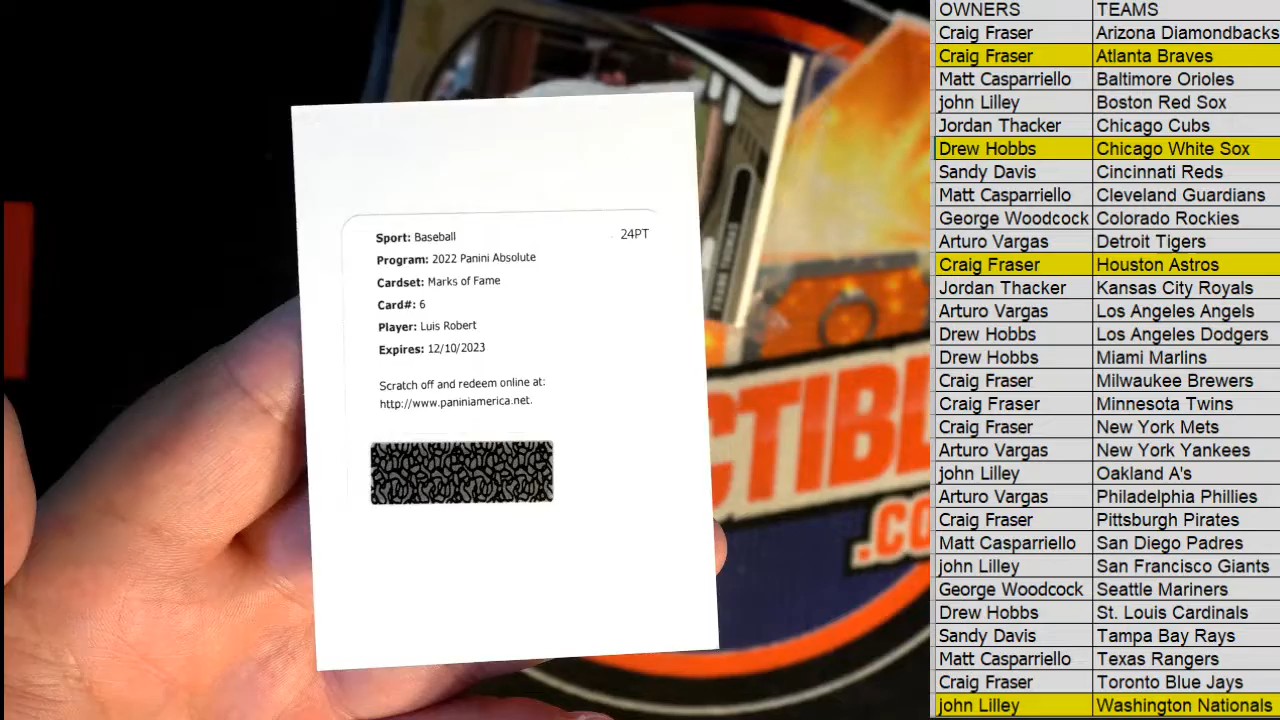 Sport: Baseball
24PT
Program: 2022 Panini Absolute
Cardset: Marks of Fame
Card#: 6
Player: Luis Robert
Expires: 12/10/2023
Scratch off and redeem online at:
http://www.paniniamerica.net.
CTIBL
.CO
OWNERS TEAMS
Craig Fraser Arizona Diamondbacks
Craig Fraser Atlanta Braves
Matt Casparriello Baltimore Orioles
john Lilley Boston Red Sox
Jordan Thacker Chicago Cubs
Drew Hobbs Chicago White Sox
Sandy Davis Cincinnati Reds
Matt Casparriello Cleveland Guardians
George Woodcock Colorado Rockies
Arturo Vargas Detroit Tigers
Craig Fraser Houston Astros
Jordan Thacker Kansas City Royals
Arturo Vargas Los Angeles Angels
Drew Hobbs Los Angeles Dodgers
Drew Hobbs Miami Marlins
Craig Fraser Milwaukee Brewers
Craig Fraser Minnesota Twins
Craig Fraser New York Mets
Arturo Vargas New York Yankees
john Lilley Oakland A's
Arturo Vargas Philadelphia Phillies
Craig Fraser Pittsburgh Pirates
Matt Casparriello San Diego Padres
john Lilley San Francisco Giants
George Woodcock Seattle Mariners
Drew Hobbs St. Louis Cardinals
Sandy Davis Tampa Bay Rays
Matt Casparriello Texas Rangers
Craig Fraser Toronto Blue Jays
john Lilley Washington Nationals